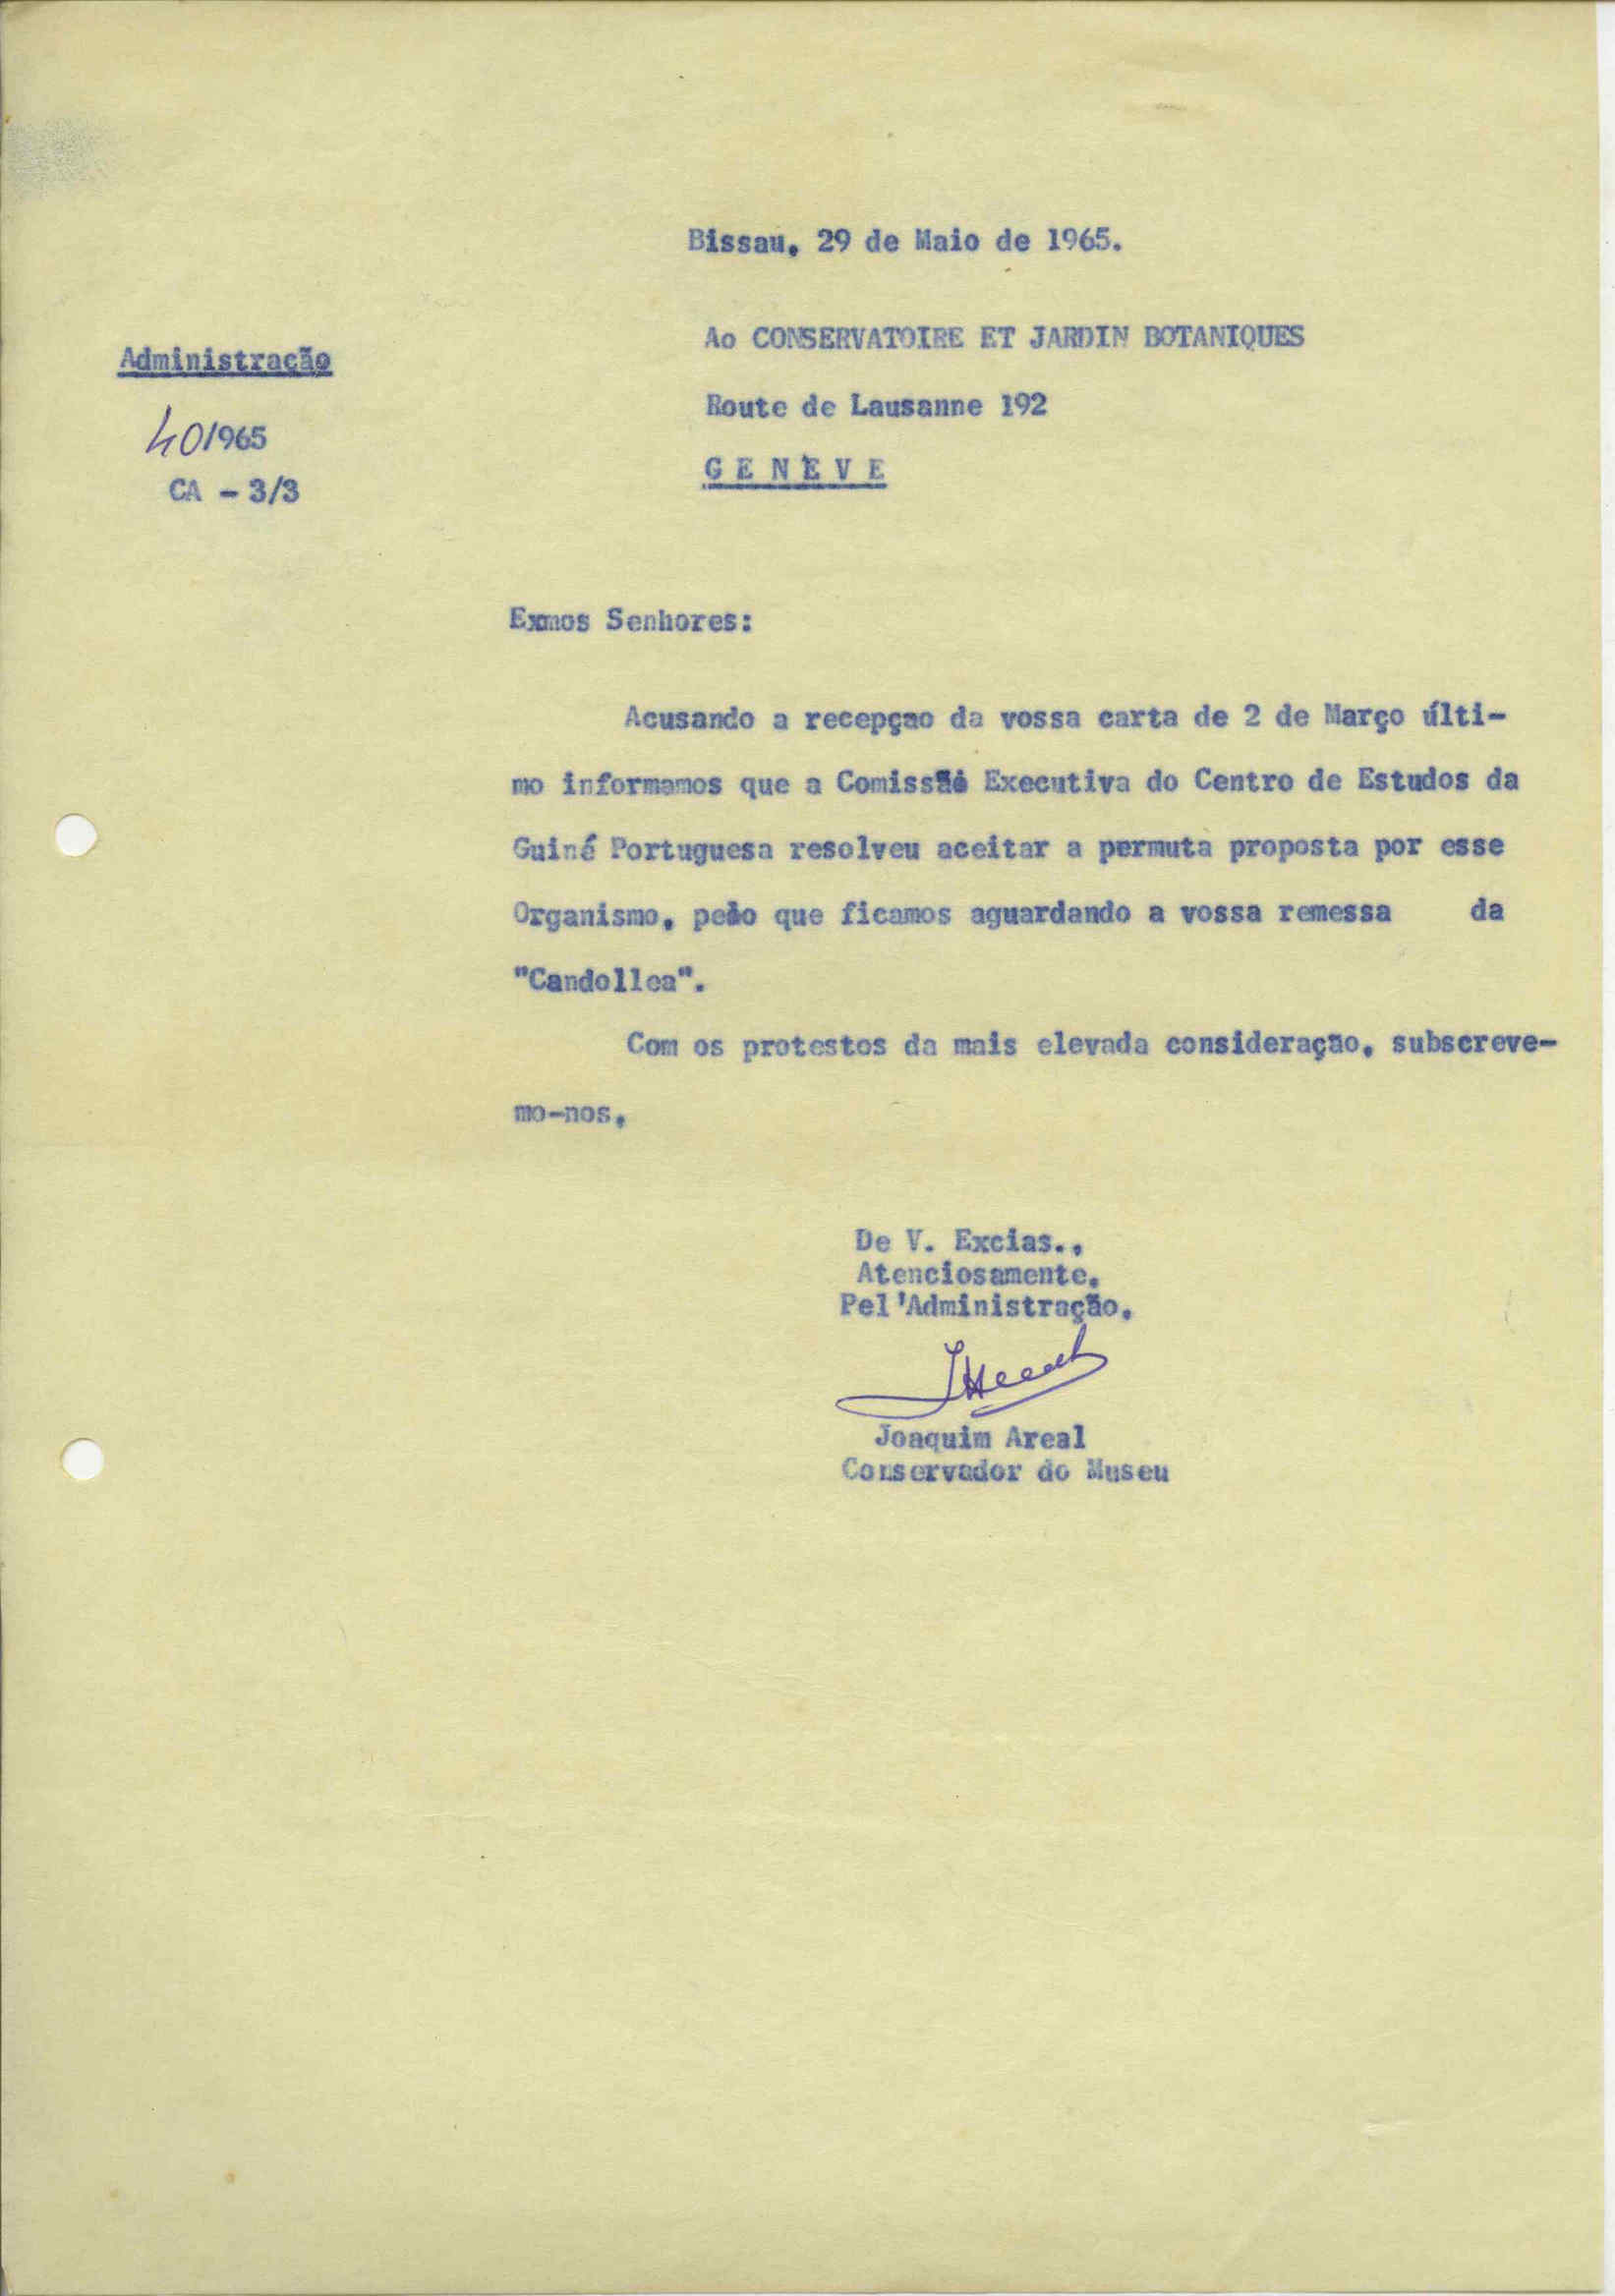 Bissau, 29 de Maio de 1965.
Ao CONSERVATOIRE ET JARDIN BOTANIQUES
Administração
Route de Lausanne 192
40/965
GENÈVE
CA - 3/3
Exmos Senhores:
Acusando a recepçao da vossa carta de 2 de Março últi-
mo informamos que a Comissão Executiva do Centro de Estudos da
Guiné Portuguesa resolveu aceitar a permuta proposta por esse
Organismo, pelo que ficamos aguardando a vossa remessa da
"Candollea".
Com os protestos da mais elevada consideração, subscreve-
mo-nos,
De V. Excias.,
Atenciosamente,
Pel'Administração,
Joaquim Areal
Conservador do Museu